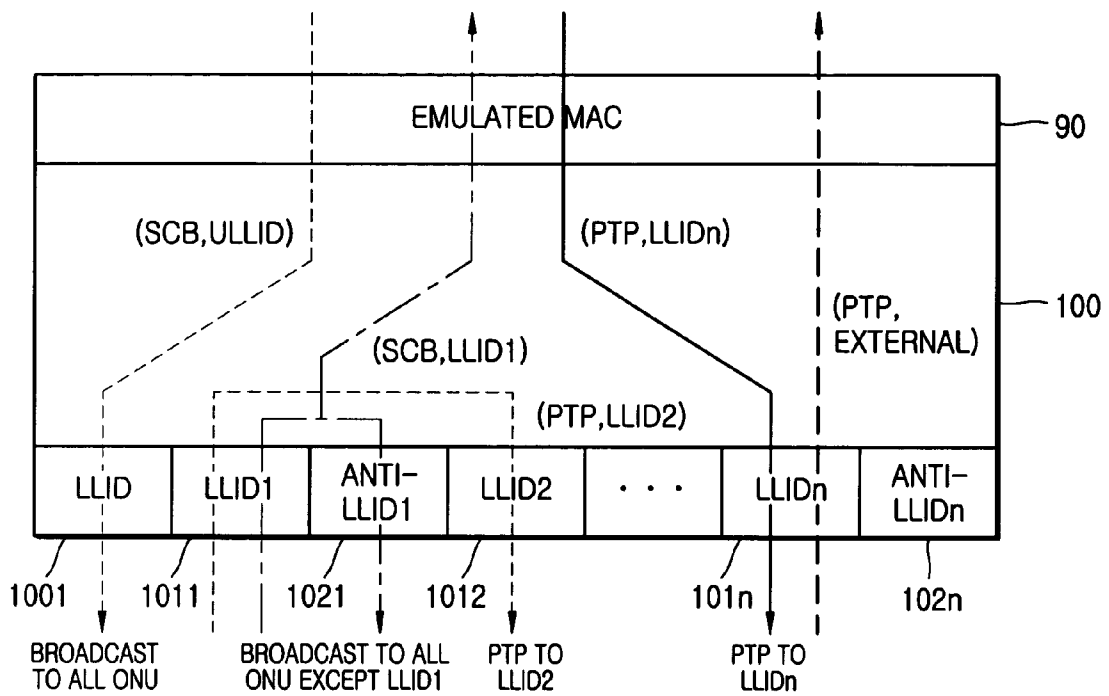 EMULATED MAC
90
(SCB,ULLID)
(PTP,LLIDn)
100
(PTP,
EXTERNAL)
(SCB,LLID1)
(PTP,LLID2)
LLID
LLID1
ANTI-
LLID1
LLID2
· · ·
LLIDn
ANTI-
LLIDn
1001
1011
1021
1012
101n
102n
BROADCAST
TO ALL ONU
BROADCAST TO ALL
ONU EXCEPT LLID1
PTP TO
LLID2
PTP TO
LLIDn